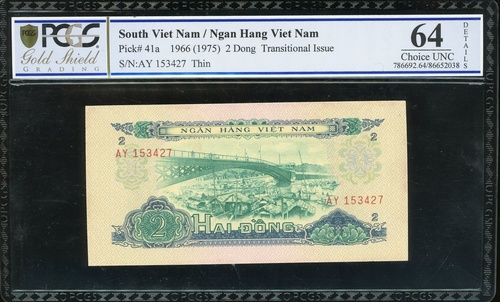 PCGS
Gold Shield
GRADING
South Viet Nam / Ngan Hang Viet Nam
Pick# 41a 1966 (1975) 2 Dong Transitional Issue
S/N:AY 153427 Thin
64
Choice UNC
786692.64/86652038
DETAILS
NGÂN HÀNG VIỆT NAM
2
2
AY 153427
AY 153427
2
2
HAI ĐỒNG